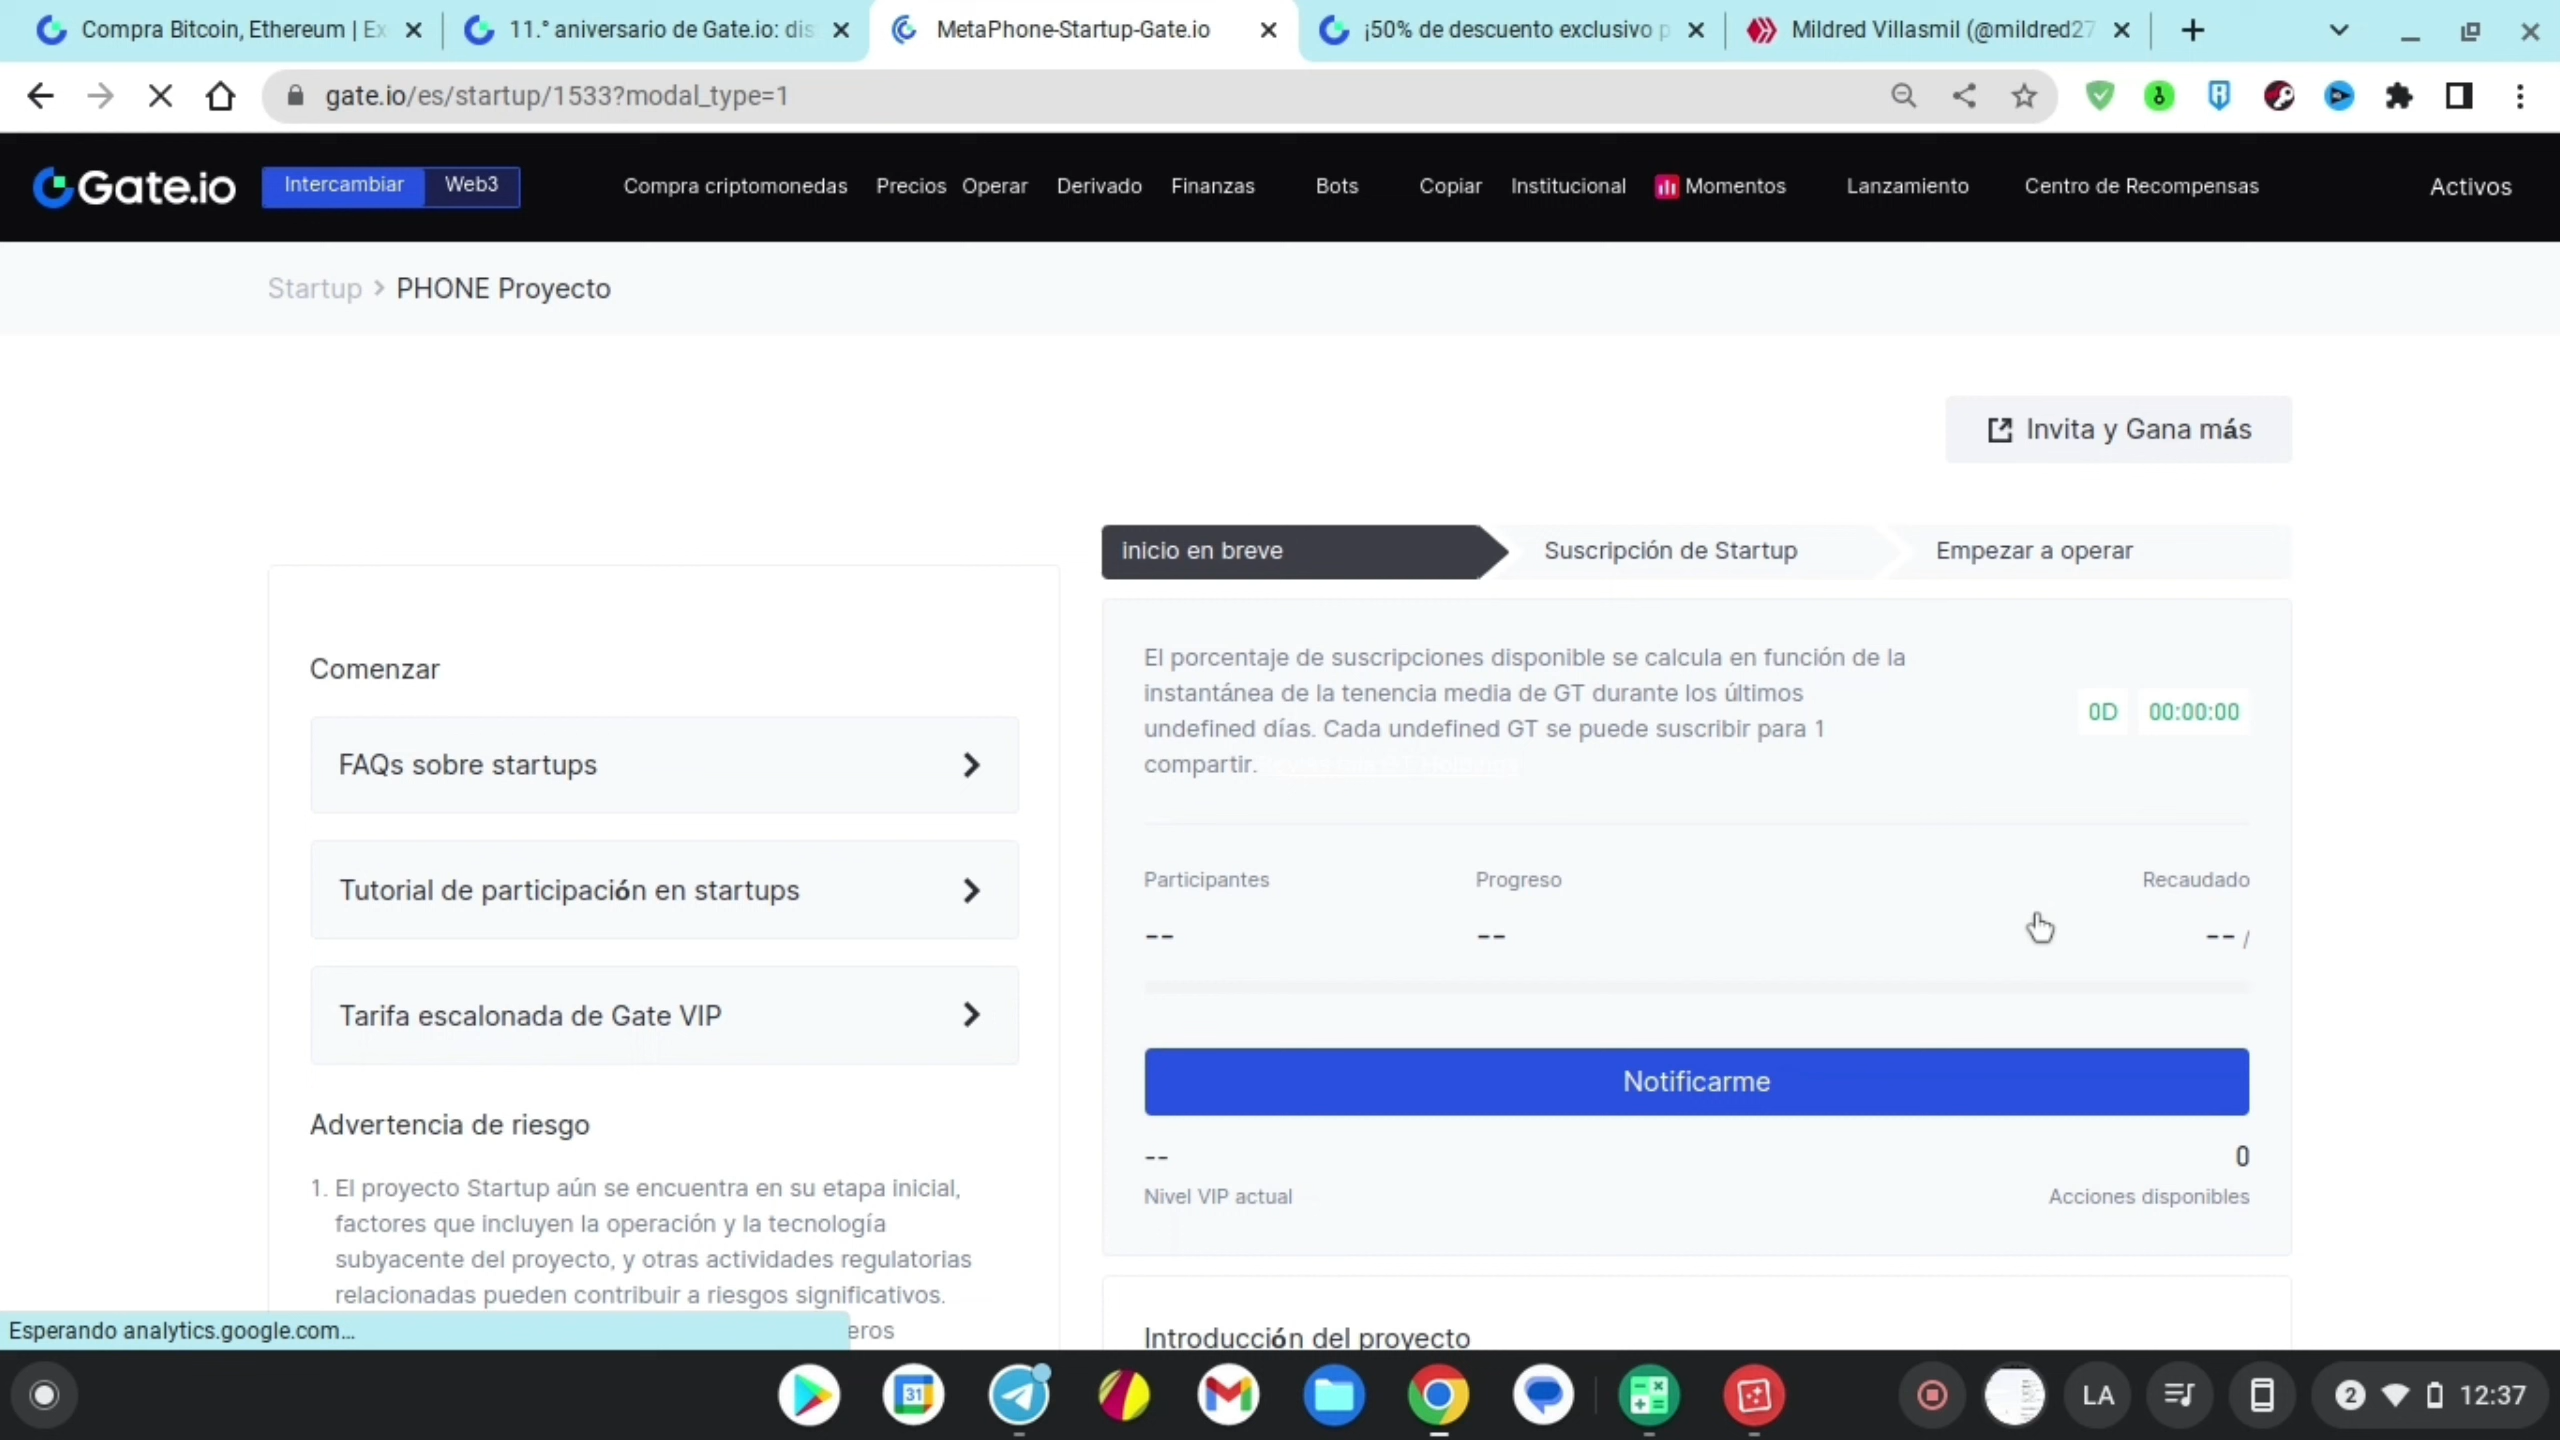 Compra Bitcoin, Ethereum | Ex
11.° aniversario de Gate.io: dis
MetaPhone-Startup-Gate.io
¡50% de descuento exclusivo p
Mildred Villasmil (@mildred27
gate.io/es/startup/1533?modal_type=1
Gate.io
Intercambiar
Web3
Compra criptomonedas
Precios
Operar
Derivado
Finanzas
Bots
Copiar
Institucional
Momentos
Lanzamiento
Centro de Recompensas
Activos
Startup > PHONE Proyecto
Invita y Gana más
inicio en breve
Suscripción de Startup
Empezar a operar
Comenzar
FAQs sobre startups
Tutorial de participación en startups
Tarifa escalonada de Gate VIP
Advertencia de riesgo
1. El proyecto Startup aún se encuentra en su etapa inicial,
factores que incluyen la operación y la tecnología
subyacente del proyecto, y otras actividades regulatorias
relacionadas pueden contribuir a riesgos significativos.
eros
El porcentaje de suscripciones disponible se calcula en función de la
instantánea de la tenencia media de GT durante los últimos
undefined días. Cada undefined GT se puede suscribir para 1
compartir.
0D
00:00:00
Participantes
Progreso
Recaudado
--
--
-- /
Notificarme
--
0
Nivel VIP actual
Acciones disponibles
Introducción del proyecto
Esperando analytics.google.com...
31
LA
2
12:37